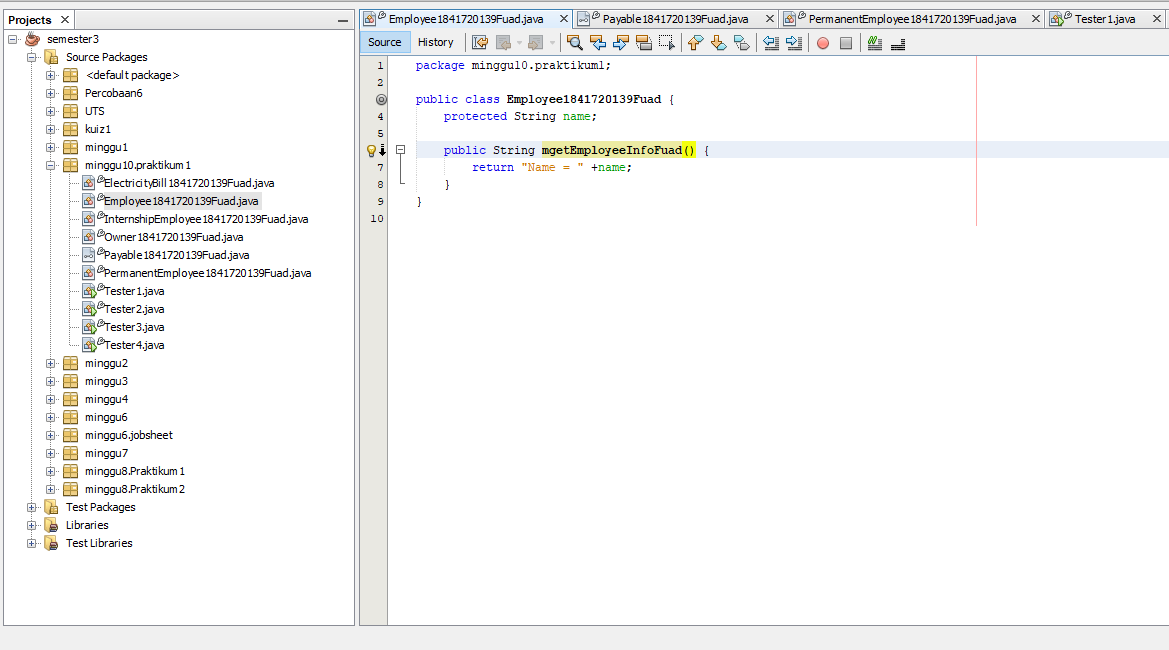 Projects
semester3
Source Packages
<default package>
Percobaan6
UTS
kuiz1
minggu1
minggu10.praktikum1
ElectricityBill1841720139Fuad.java
Employee1841720139Fuad.java
InternshipEmployee1841720139Fuad.java
Owner1841720139Fuad.java
Payable1841720139Fuad.java
PermanentEmployee1841720139Fuad.java
Tester1.java
Tester2.java
Tester3.java
Tester4.java
minggu2
minggu3
minggu4
minggu6
minggu6.jobsheet
minggu7
minggu8.Praktikum1
minggu8.Praktikum2
Test Packages
Libraries
Test Libraries
Employee1841720139Fuad.java Payable1841720139Fuad.java PermanentEmployee1841720139Fuad.java Tester1.java
Source History
1 package minggu10.praktikum1;
2
public class Employee1841720139Fuad {
4 protected String name;
5
public String mgetEmployeeInfoFuad() {
7 return "Name = " +name;
8 }
9 }
10